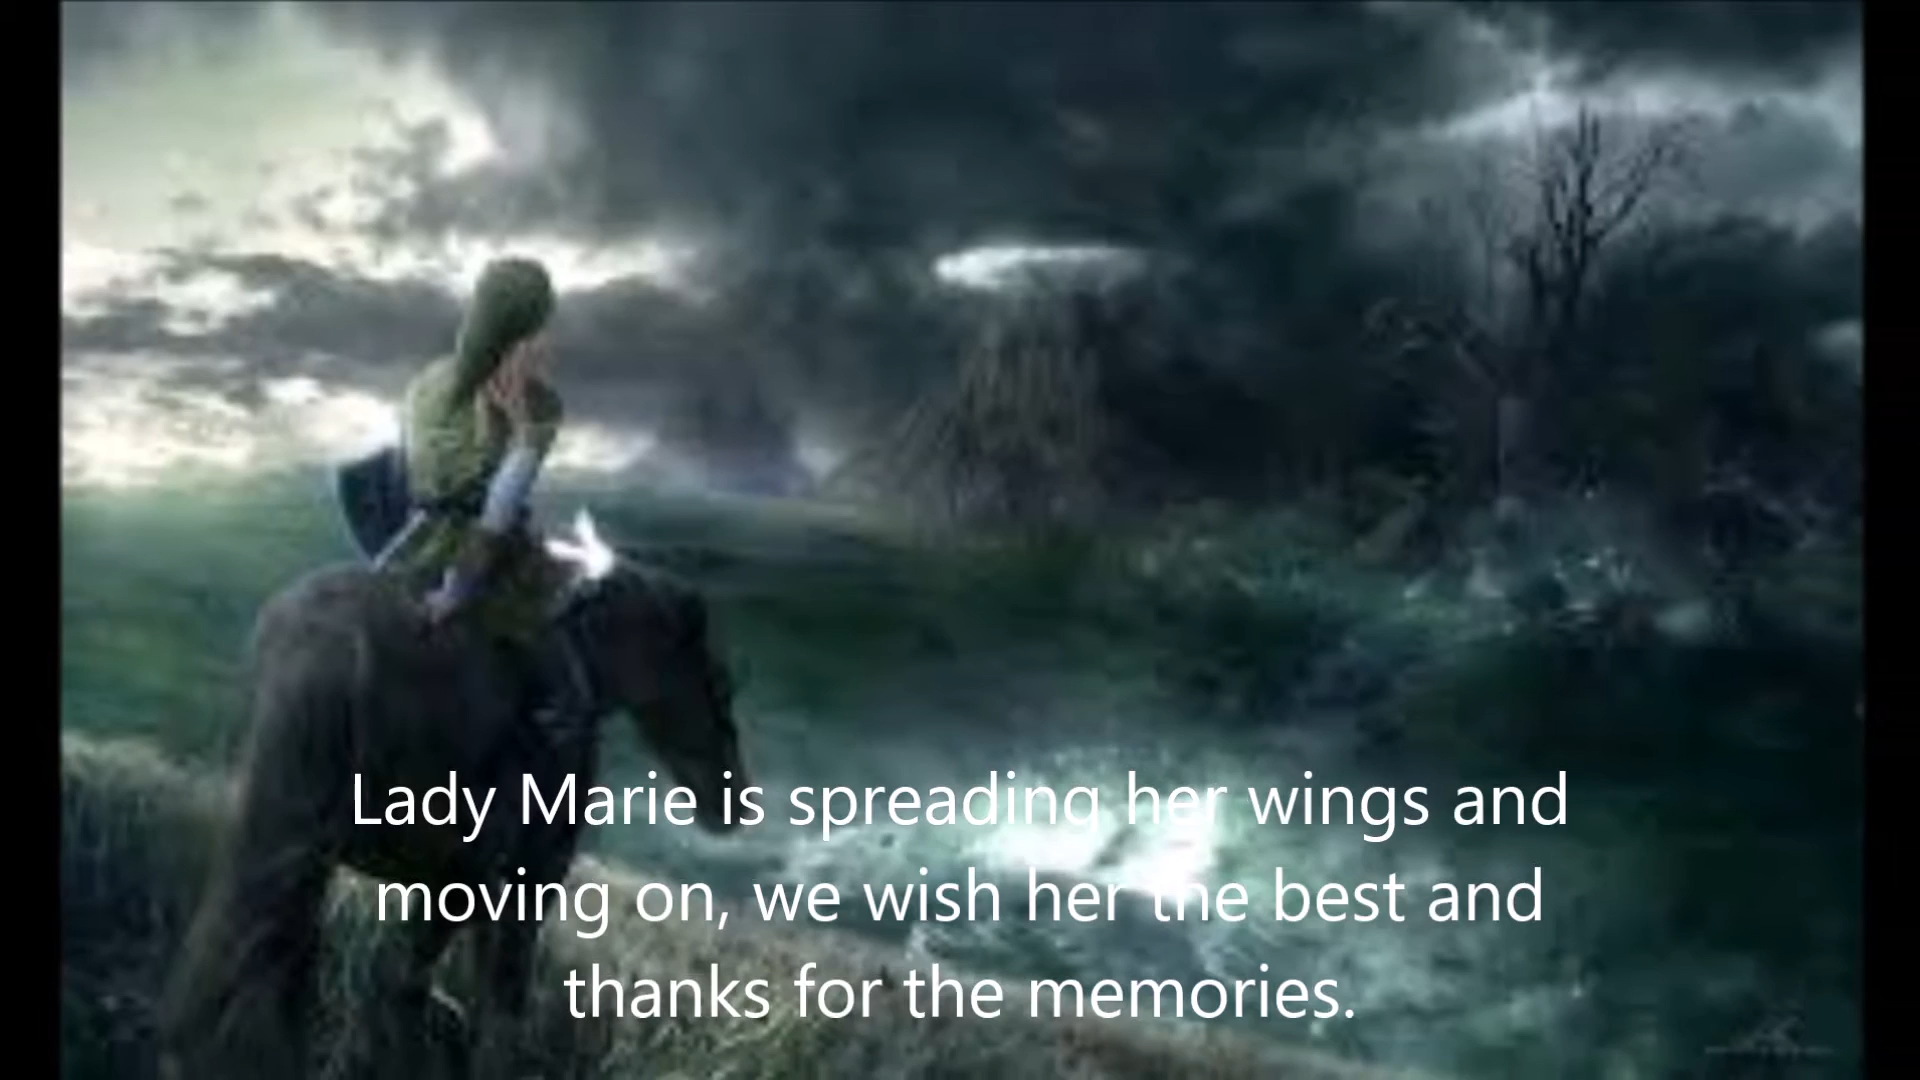 Lady Marie is spreading her wings and
moving on, we wish her the best and
thanks for the memories.